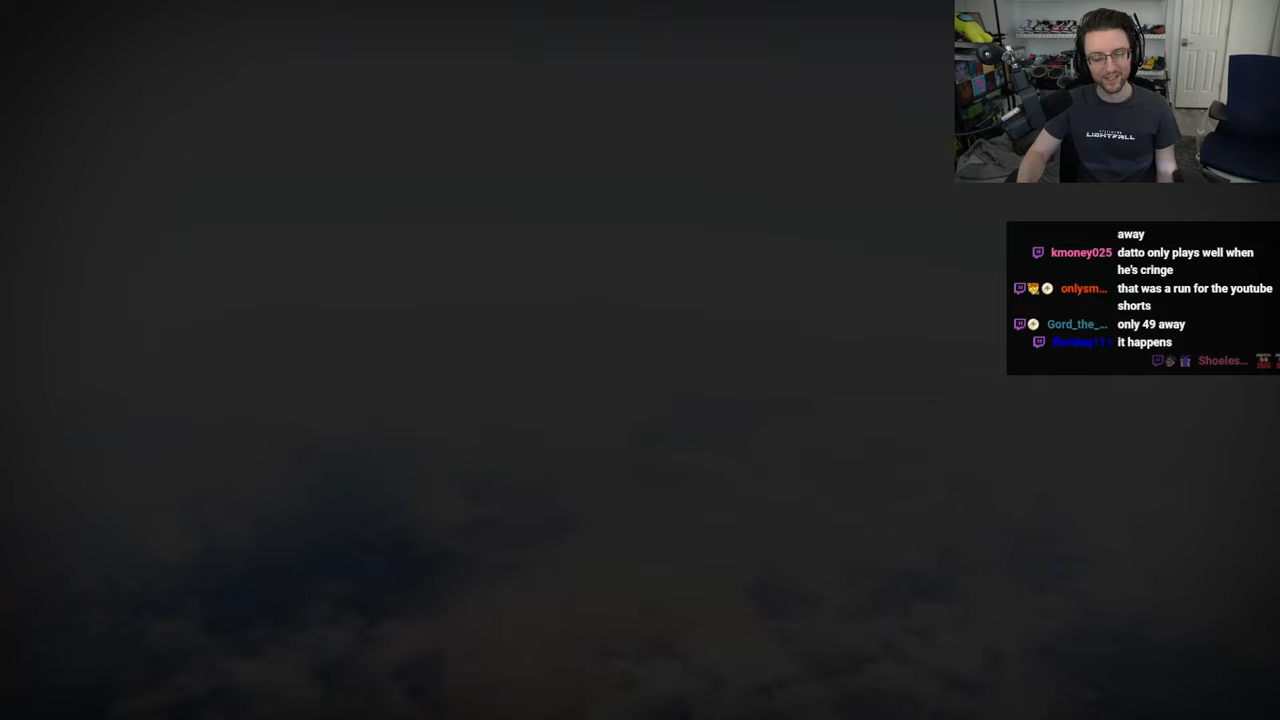 LIGHTFALL
away
kmoney025 datto only plays well when
he's cringe
onlysm... that was a run for the youtube
shorts
Gord_the_... only 49 away
it happens
Shoeles...